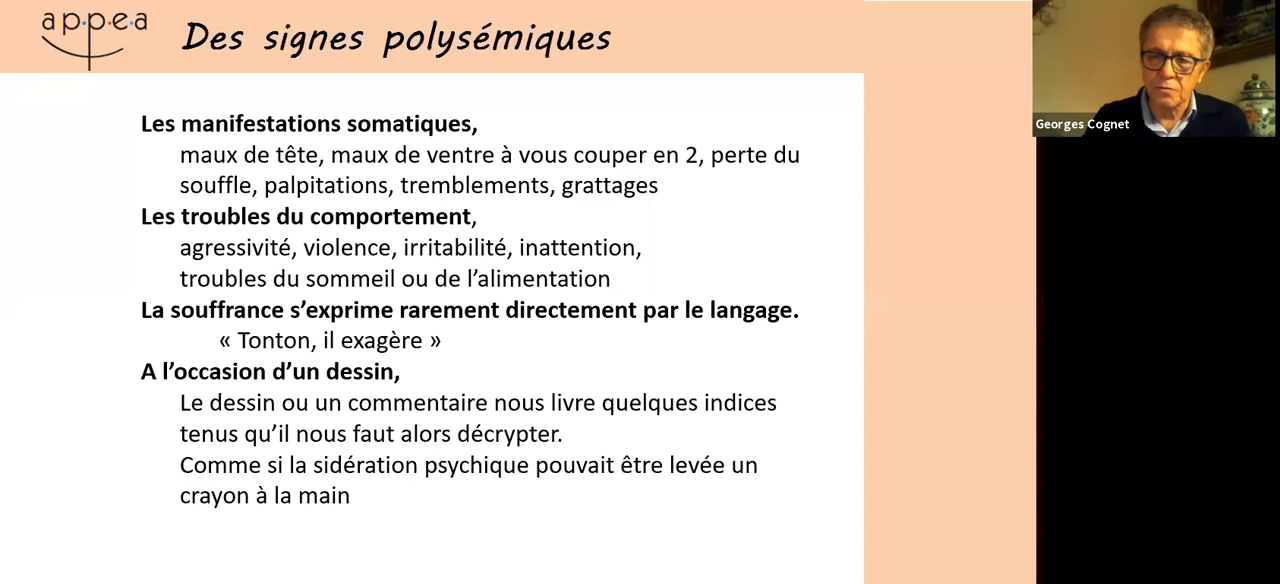 a·p·p·e·a
Des signes polysémiques
Georges Cognet
Les manifestations somatiques,
maux de tête, maux de ventre à vous couper en 2, perte du
souffle, palpitations, tremblements, grattages
Les troubles du comportement,
agressivité, violence, irritabilité, inattention,
troubles du sommeil ou de l'alimentation
La souffrance s'exprime rarement directement par le langage.
« Tonton, il exagère »
A l'occasion d'un dessin,
Le dessin ou un commentaire nous livre quelques indices
tenus qu'il nous faut alors décrypter.
Comme si la sidération psychique pouvait être levée un
crayon à la main